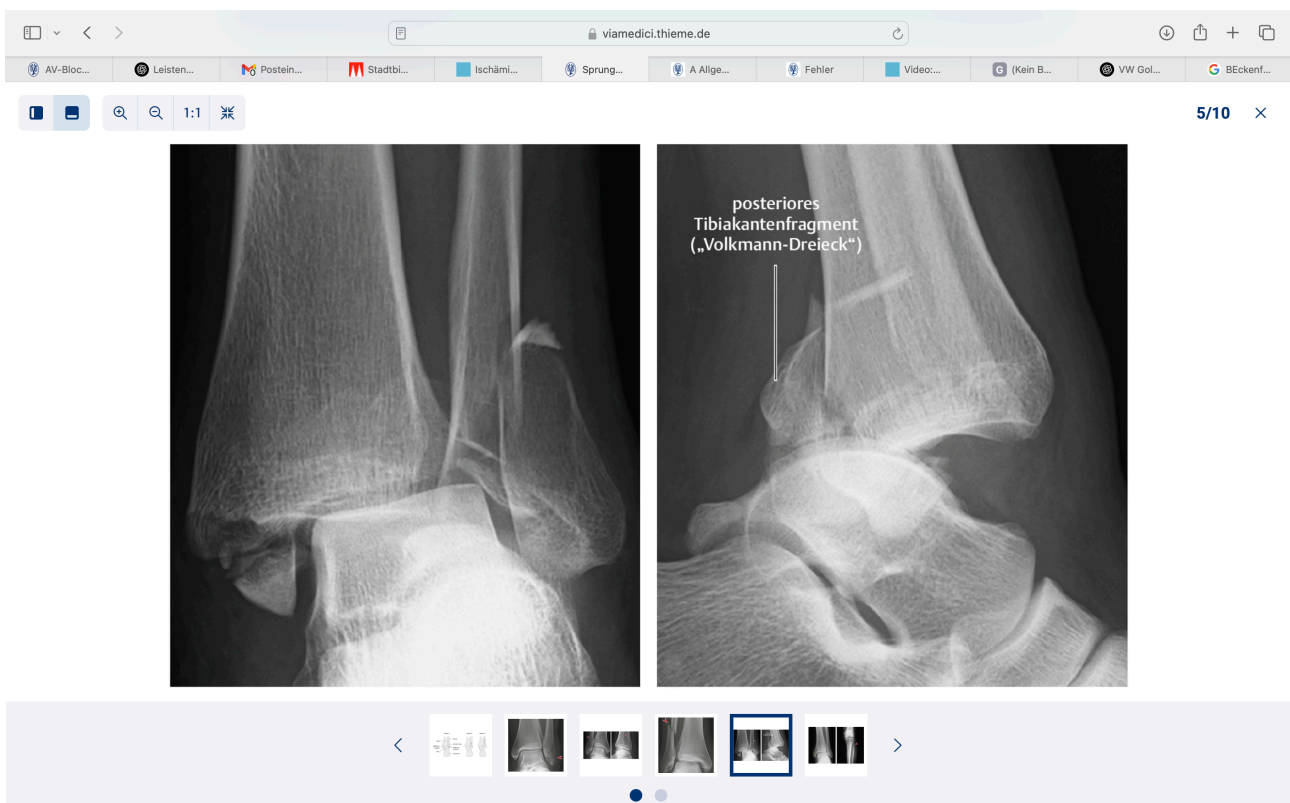 viamedici.thieme.de
AV-Bloc...
Leisten...
Postein...
Stadtbi...
Ischämi...
Sprung...
A Allge...
Fehler
Video:...
G (Kein B...
VW Gol...
G BEckenf...
1:1
5/10
posteriores
Tibiakantenfragment
(„Volkmann-Dreieck“)